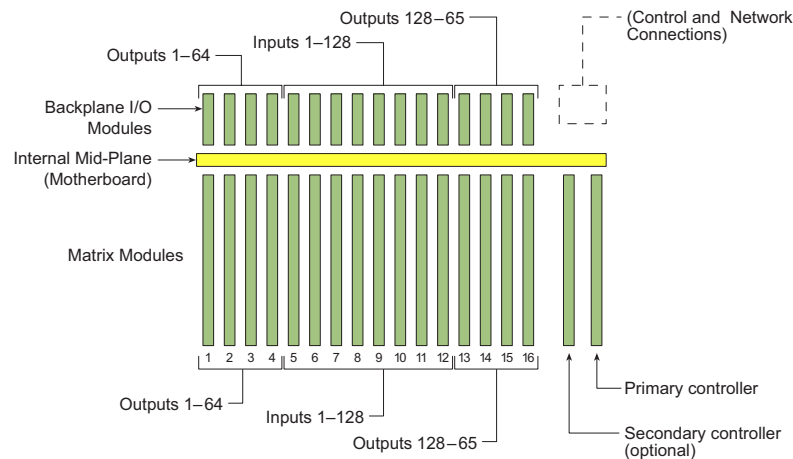 Outputs 128–65
(Control and Network
Connections)
Inputs 1–128
Outputs 1–64
Backplane I/O
Modules
Internal Mid-Plane
(Motherboard)
Matrix Modules
1 2 3 4 5 6 7 8 9 10 11 12 13 14 15 16
Outputs 1–64
Inputs 1–128
Outputs 128–65
Primary controller
Secondary controller
(optional)